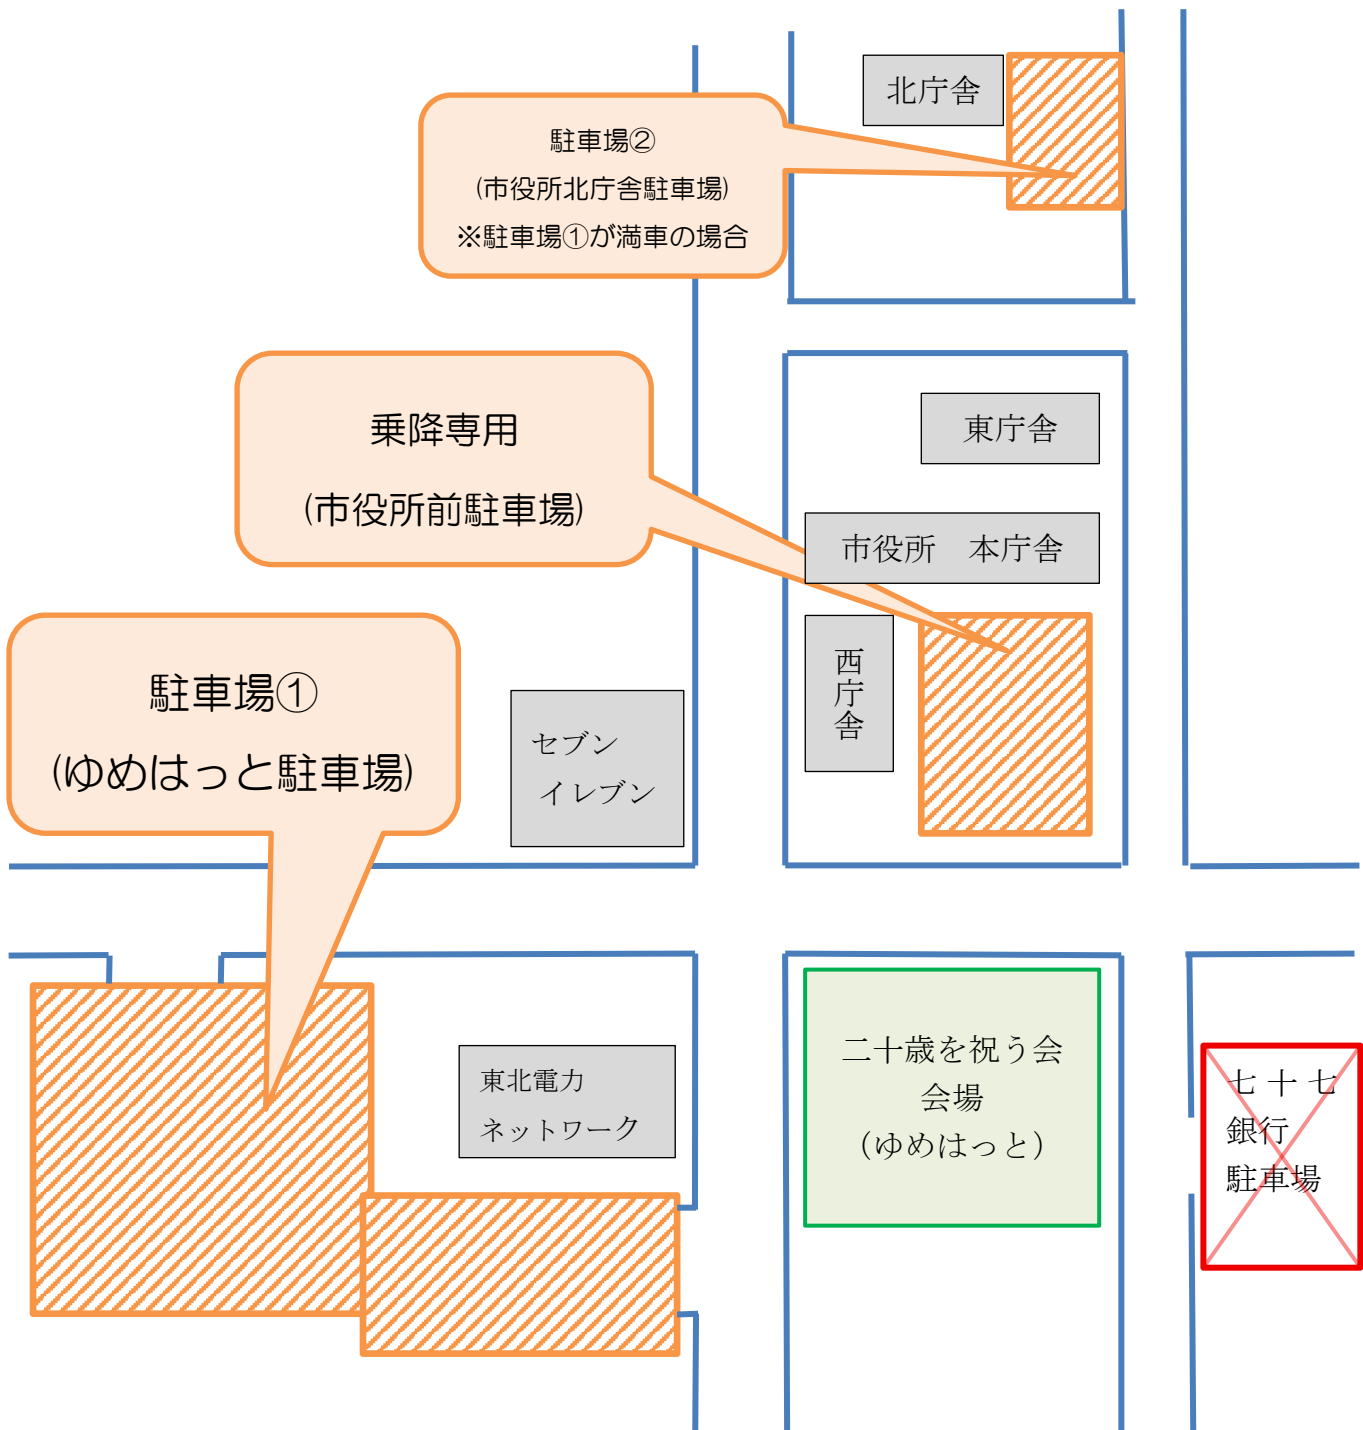 北庁舎
駐車場②
(市役所北庁舎駐車場)
※駐車場①が満車の場合
乗降専用
(市役所前駐車場)
東庁舎
市役所　本庁舎
西庁舎
駐車場①
(ゆめはっと駐車場)
セブン
イレブン
東北電力
ネットワーク
二十歳を祝う会
会場
（ゆめはっと）
七十七
銀行
駐車場